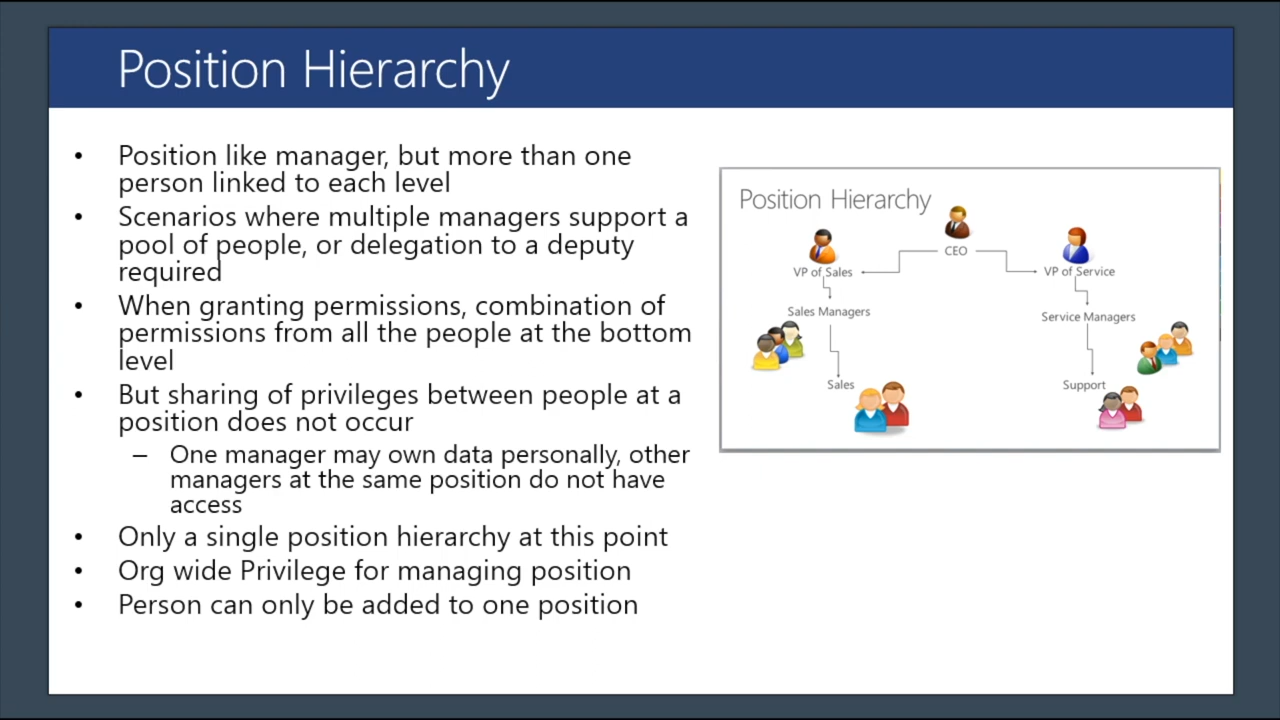 Position Hierarchy
• Position like manager, but more than one
person linked to each level
• Scenarios where multiple managers support a
pool of people, or delegation to a deputy
required
• When granting permissions, combination of
permissions from all the people at the bottom
level
• But sharing of privileges between people at a
position does not occur
– One manager may own data personally, other
managers at the same position do not have
access
• Only a single position hierarchy at this point
• Org wide Privilege for managing position
• Person can only be added to one position
Position Hierarchy
CEO
VP of Sales
VP of Service
Sales Managers
Service Managers
Sales
Support